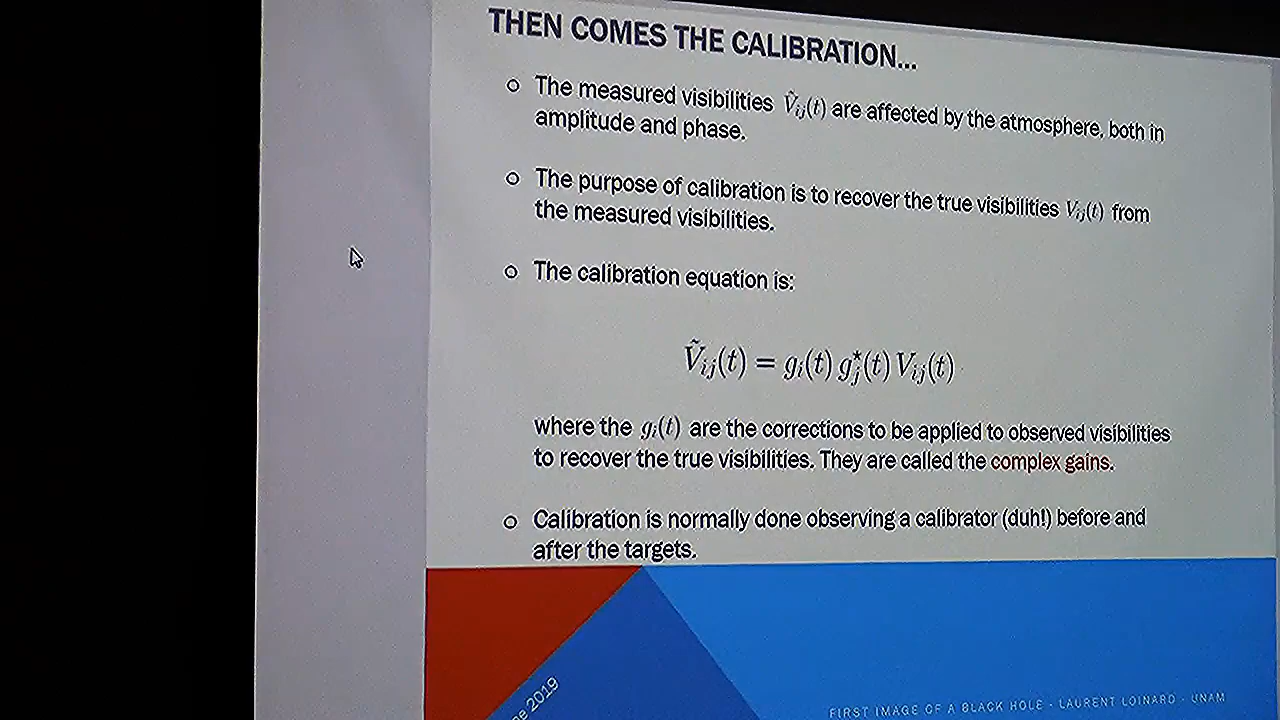 THEN COMES THE CALIBRATION...
○ The measured visibilities Ṽᵢⱼ(t) are affected by the atmosphere, both in
amplitude and phase.
○ The purpose of calibration is to recover the true visibilities Vᵢⱼ(t) from
the measured visibilities.
○ The calibration equation is:
Ṽᵢⱼ(t) = gᵢ(t) gⱼ*(t) Vᵢⱼ(t)
where the gᵢ(t) are the corrections to be applied to observed visibilities
to recover the true visibilities. They are called the complex gains.
○ Calibration is normally done observing a calibrator (duh!) before and
after the targets.
2019
FIRST IMAGE OF A BLACK HOLE - LAURENT LOINARD - UNAM